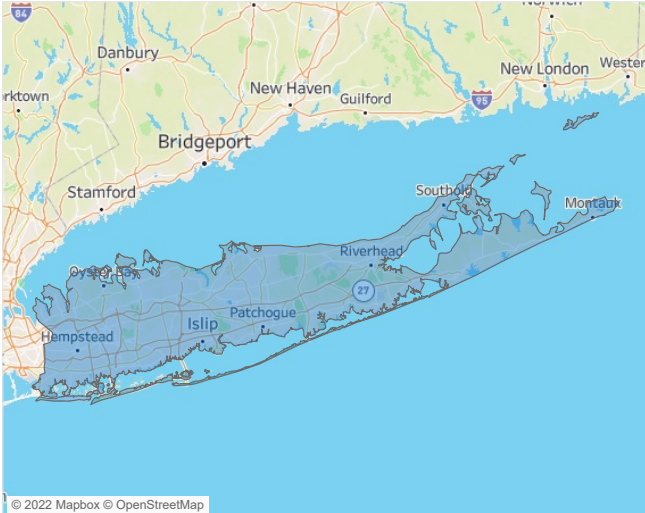 84
Norwich
Danbury
New London
Wester
New Haven
rktown
Guilford
95
Bridgeport
Stamford
Southold
Montauk
Riverhead
Oyster Bay
27
Patchogue
Islip
Hempstead
n
© 2022 Mapbox © OpenStreetMap